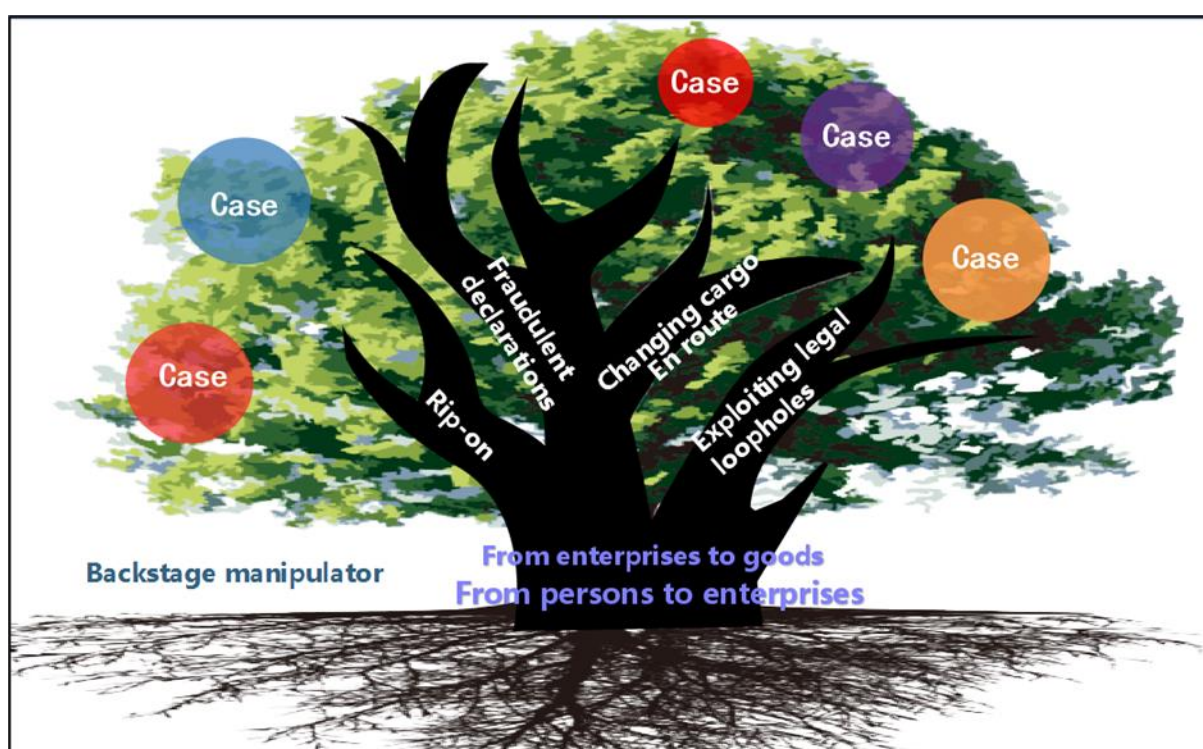 Case
Case
Case
Case
Case
Fraudulent
declarations
Changing cargo
En route
Rip-on
Exploiting legal
loopholes
From enterprises to goods
Backstage manipulator
From persons to enterprises